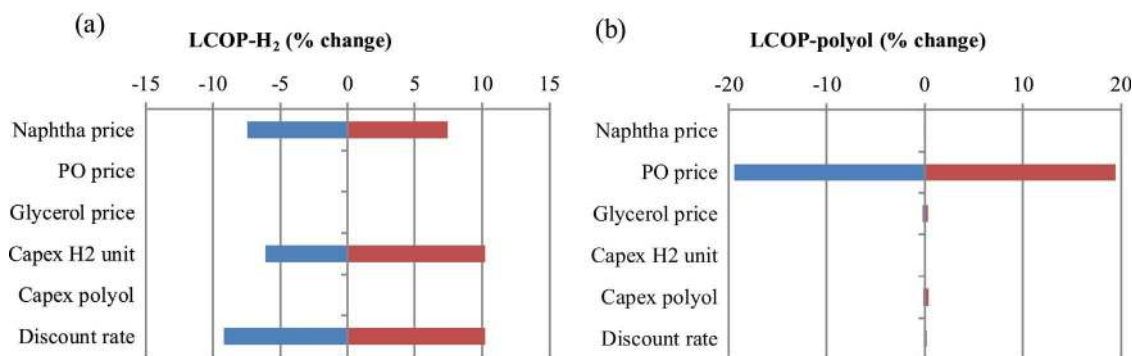 (a)
LCOP-H₂ (% change)
-15 -10 -5 0 5 10 15
Naphtha price
PO price
Glycerol price
Capex H2 unit
Capex polyol
Discount rate
(b)
LCOP-polyol (% change)
-20 -10 0 10 20
Naphtha price
PO price
Glycerol price
Capex H2 unit
Capex polyol
Discount rate